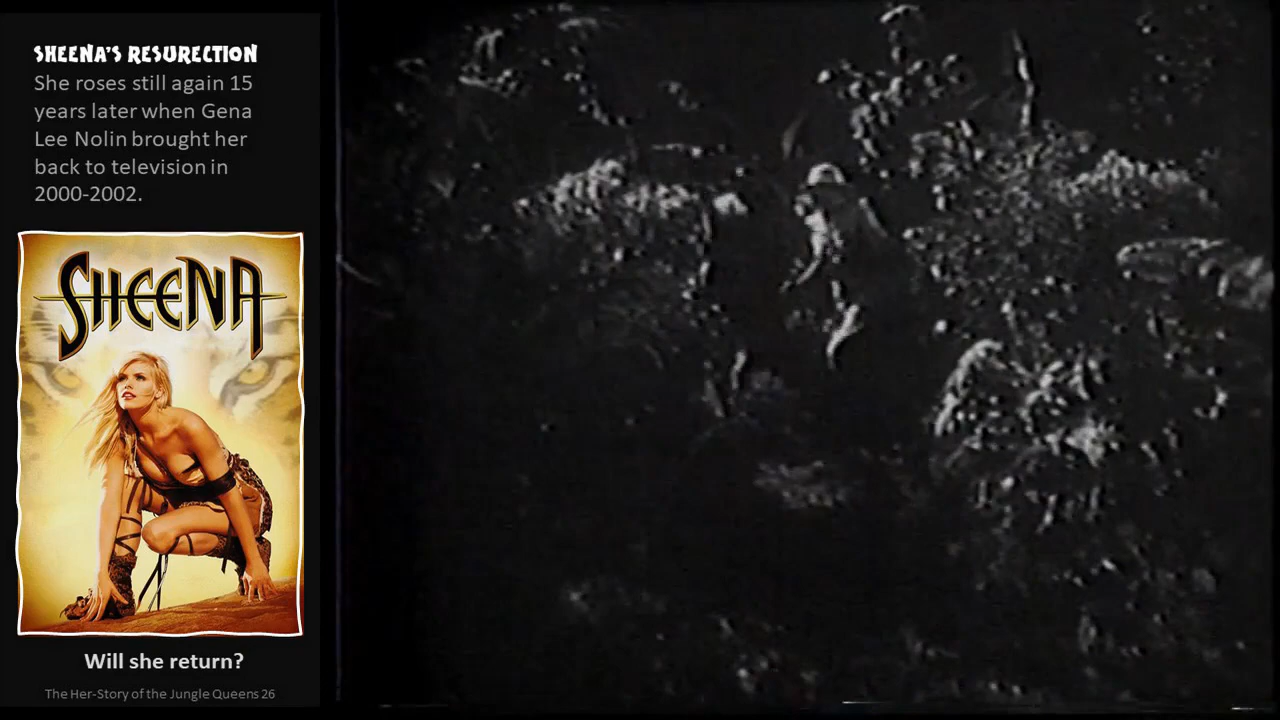 SHEENA'S RESURECTION
She roses still again 15
years later when Gena
Lee Nolin brought her
back to television in
2000-2002.
SHEENA
Will she return?
The Her-Story of the Jungle Queens 26